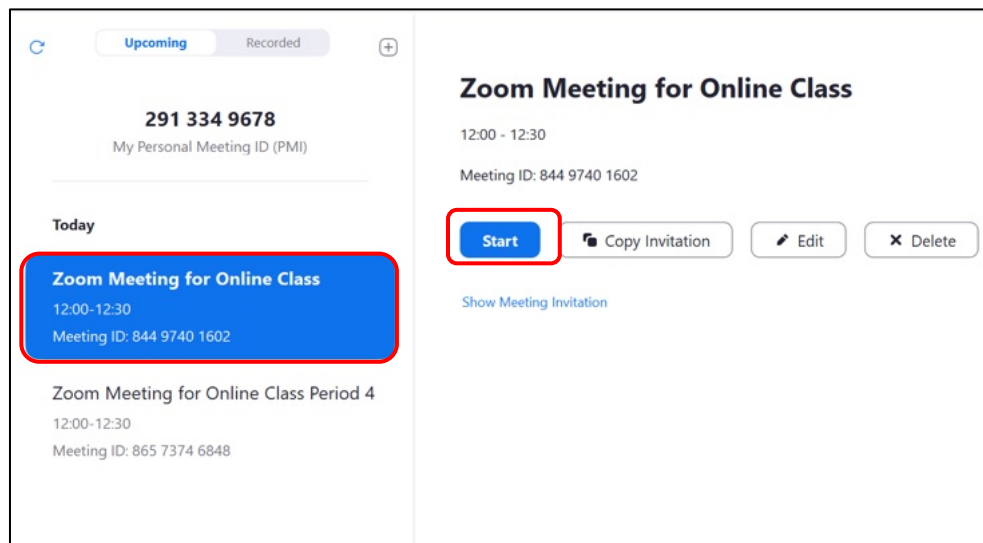 Upcoming
Recorded
291 334 9678
My Personal Meeting ID (PMI)
Today
Zoom Meeting for Online Class
12:00-12:30
Meeting ID: 844 9740 1602
Zoom Meeting for Online Class Period 4
12:00-12:30
Meeting ID: 865 7374 6848
Zoom Meeting for Online Class
12:00 - 12:30
Meeting ID: 844 9740 1602
Start
Copy Invitation
Edit
Delete
Show Meeting Invitation